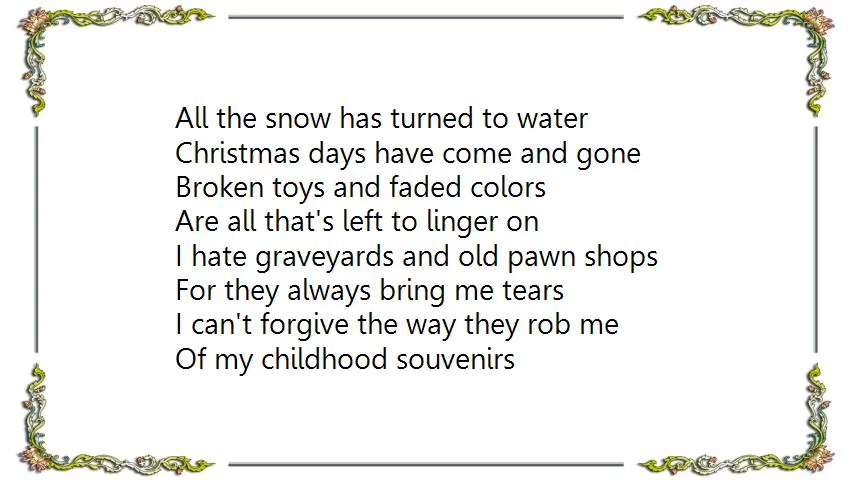 All the snow has turned to water
Christmas days have come and gone
Broken toys and faded colors
Are all that's left to linger on
I hate graveyards and old pawn shops
For they always bring me tears
I can't forgive the way they rob me
Of my childhood souvenirs